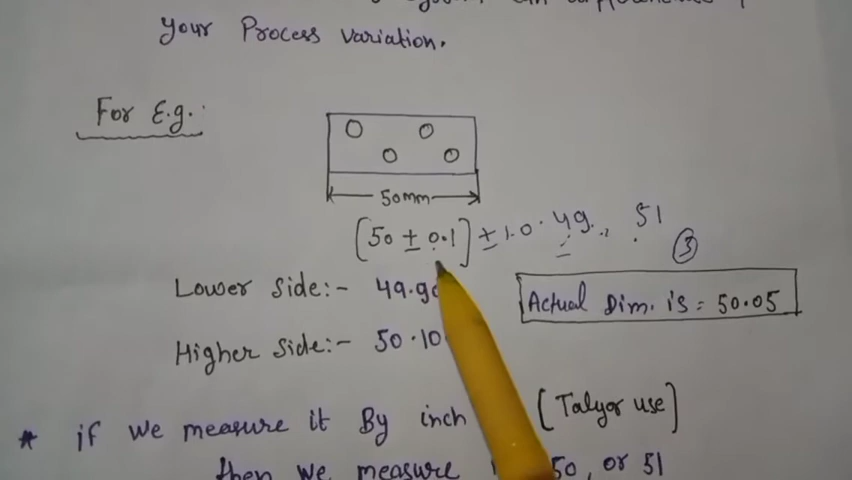 your Process variation.
For E.g.:
50mm
[50 ± 0.1] ± 1.0. 49., 51
3
Lower Side:- 49.90
Actual Dim. is = 50.05
Higher Side:- 50.10
* if We measure it By inch [Talyor use]
then we measure 50, or 51